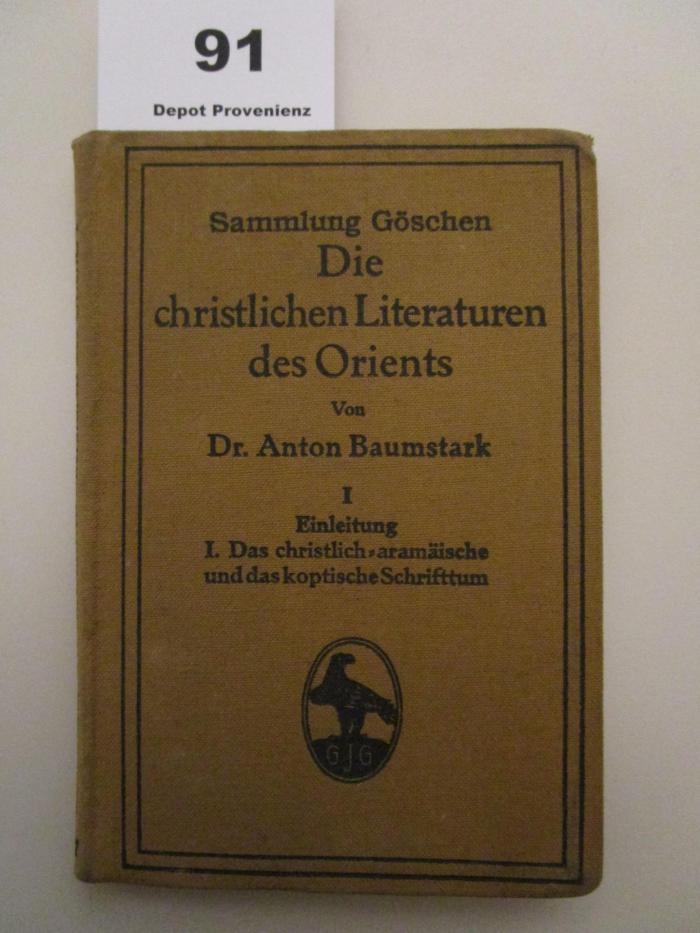 91
Depot Provenienz
Sammlung Göschen
Die
christlichen Literaturen
des Orients
Von
Dr. Anton Baumstark
I
Einleitung
I. Das christlich-aramäische
und das koptische Schrifttum
GJG